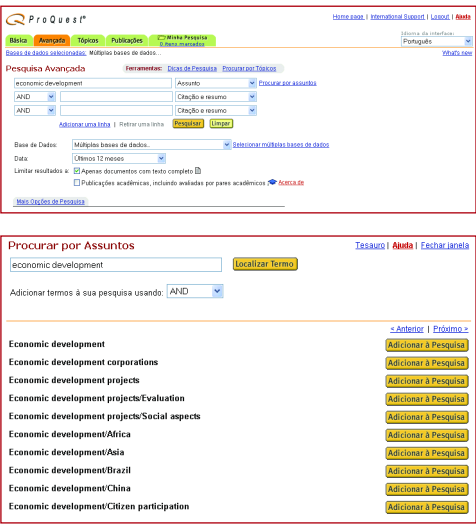 ProQuest®
Home page | International Support | Logout | Ajuda
Básica Avançada Tópicos Publicações Minha Pesquisa
0 itens marcados
Idioma da interface:
Português
Bases de dados selecionadas: Múltiplas bases de dados...
What's new
Pesquisa Avançada Ferramentas: Dicas de Pesquisa Procurar por Tópicos
economic development Assunto Procurar por assuntos
AND Citação e resumo
AND Citação e resumo
Adicionar uma linha | Retirar uma linha Pesquisar Limpar
Base de Dados: Múltiplas bases de dados.. Selecionar múltiplas bases de dados
Data: Últimos 12 meses
Limitar resultados a: Apenas documentos com texto completo
Publicações acadêmicas, incluindo avaliadas por pares acadêmicos Acerca de
Mais Opções de Pesquisa
Procurar por Assuntos
Tesauro | Ajuda | Fechar janela
economic development Localizar Termo
Adicionar termos à sua pesquisa usando: AND
< Anterior | Próximo >
Economic development Adicionar à Pesquisa
Economic development corporations Adicionar à Pesquisa
Economic development projects Adicionar à Pesquisa
Economic development projects/Evaluation Adicionar à Pesquisa
Economic development projects/Social aspects Adicionar à Pesquisa
Economic development/Africa Adicionar à Pesquisa
Economic development/Asia Adicionar à Pesquisa
Economic development/Brazil Adicionar à Pesquisa
Economic development/China Adicionar à Pesquisa
Economic development/Citizen participation Adicionar à Pesquisa